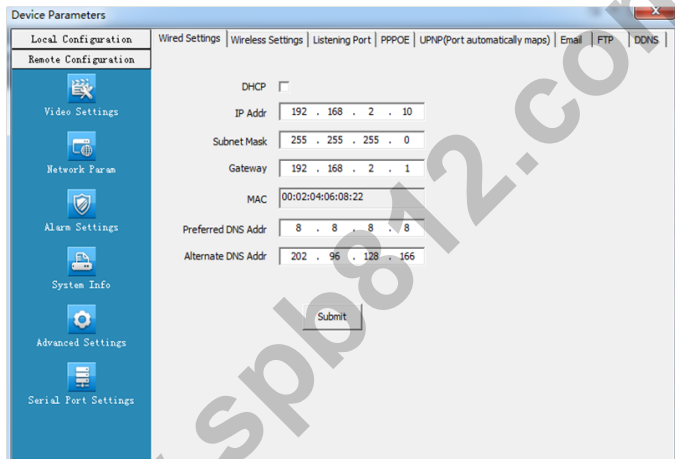 Device Parameters
Local Configuration
Remote Configuration
Video Settings
Network Param
Alarm Settings
System Info
Advanced Settings
Serial Port Settings
Wired Settings Wireless Settings Listening Port PPPOE UPNP(Port automatically maps) Email FTP DDNS
DHCP
IP Addr 192 . 168 . 2 . 10
Subnet Mask 255 . 255 . 255 . 0
Gateway 192 . 168 . 2 . 1
MAC 00:02:04:06:08:22
Preferred DNS Addr 8 . 8 . 8 . 8
Alternate DNS Addr 202 . 96 . 128 . 166
Submit
spb812.com